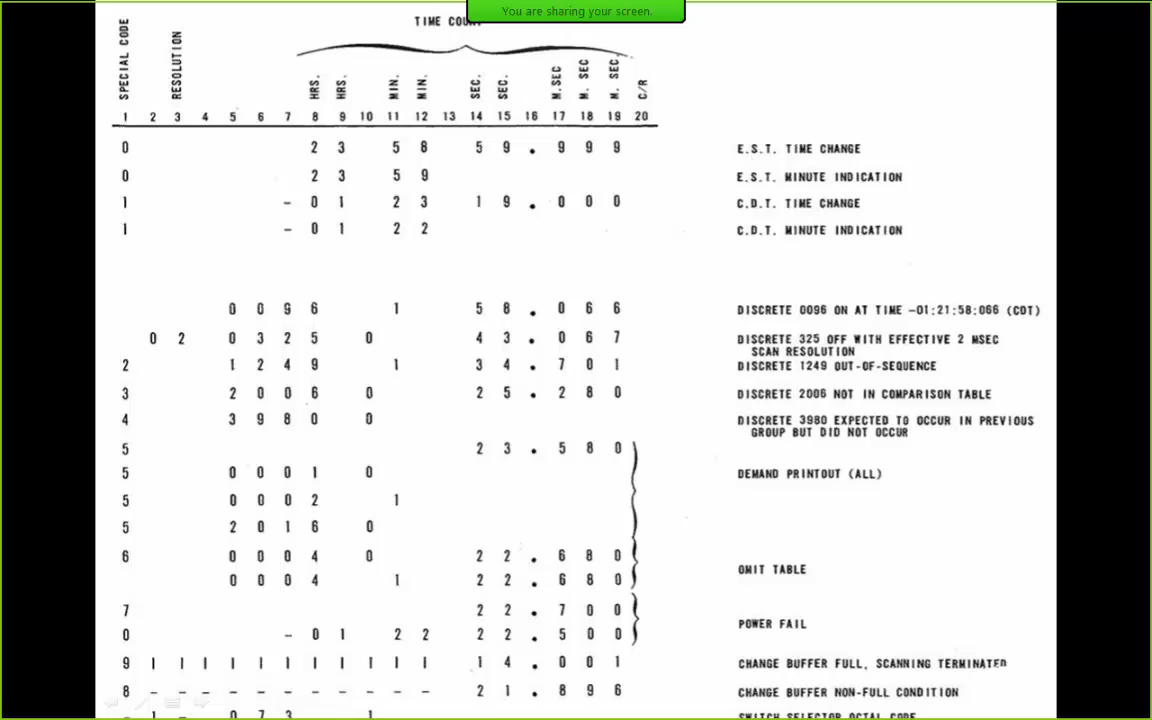 You are sharing your screen.
TIME COUNT
SPECIAL CODE RESOLUTION HRS. HRS. MIN. MIN. SEC. SEC. M.SEC M. SEC M. SEC. C/R
1 2 3 4 5 6 7 8 9 10 11 12 13 14 15 16 17 18 19 20
0 2 3 5 8 5 9 . 9 9 9 E.S.T. TIME CHANGE
0 2 3 5 9 E.S.T. MINUTE INDICATION
1 - 0 1 2 3 1 9 . 0 0 0 C.D.T. TIME CHANGE
1 - 0 1 2 2 C.D.T. MINUTE INDICATION
0 0 9 6 1 5 8 . 0 6 6 DISCRETE 0096 ON AT TIME -01:21:58:066 (CDT)
0 2 0 3 2 5 0 4 3 . 0 6 7 DISCRETE 325 OFF WITH EFFECTIVE 2 MSEC
SCAN RESOLUTION
2 1 2 4 9 1 3 4 . 7 0 1 DISCRETE 1249 OUT-OF-SEQUENCE
3 2 0 0 6 0 2 5 . 2 8 0 DISCRETE 2006 NOT IN COMPARISON TABLE
4 3 9 8 0 0 DISCRETE 3980 EXPECTED TO OCCUR IN PREVIOUS
GROUP BUT DID NOT OCCUR
5 2 3 . 5 8 0
5 0 0 0 1 0 DEMAND PRINTOUT (ALL)
5 0 0 0 2 1
5 2 0 1 6 0
6 0 0 0 4 0 2 2 . 6 8 0
OMIT TABLE
0 0 0 4 1 2 2 . 6 8 0
7 2 2 . 7 0 0
POWER FAIL
0 - 0 1 2 2 2 2 . 5 0 0
9 | | | | | | | | | | | | 1 4 . 0 0 1 CHANGE BUFFER FULL, SCANNING TERMINATED
8 - - - - - - - - - - - 2 1 . 8 9 6 CHANGE BUFFER NON-FULL CONDITION
- 1 - 0 7 3 1 SWITCH SELECTOR OCTAL CODE